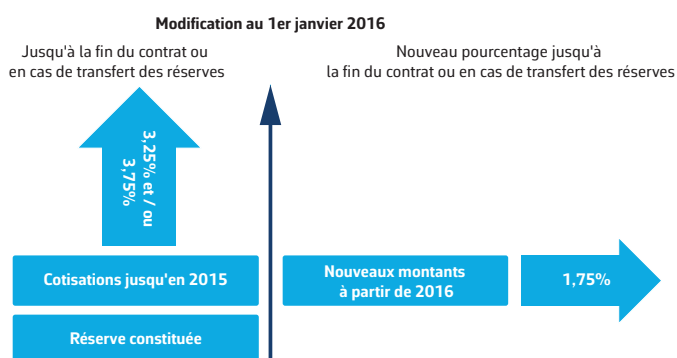 Modification au 1er janvier 2016
Jusqu'à la fin du contrat ou
en cas de transfert des réserves
Nouveau pourcentage jusqu'à
la fin du contrat ou en cas de transfert des réserves
3,25% et / ou
3,75%
Cotisations jusqu'en 2015
Nouveaux montants
à partir de 2016
1,75%
Réserve constituée